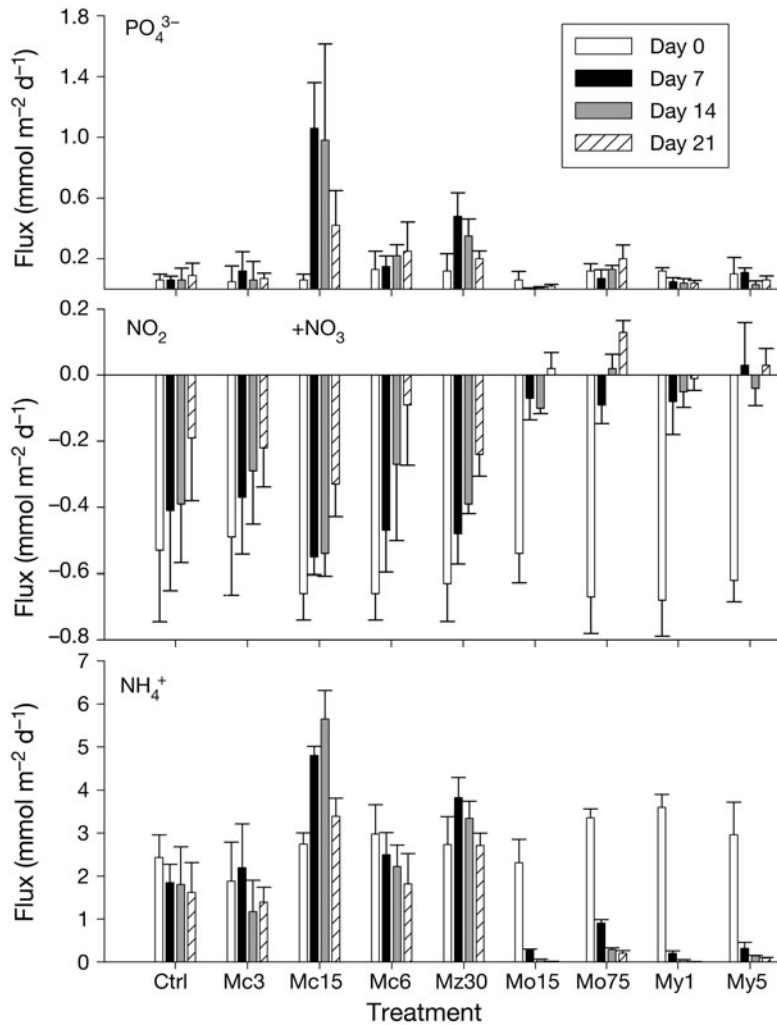 PO₄³⁻
Day 0
Day 7
Day 14
Day 21
Flux (mmol m⁻² d⁻¹)
1.8
1.4
1.0
0.6
0.2
NO₂ +NO₃
Flux (mmol m⁻² d⁻¹)
0.2
0.0
−0.2
−0.4
−0.6
−0.8
NH₄⁺
Flux (mmol m⁻² d⁻¹)
7
6
5
4
3
2
1
0
Ctrl Mc3 Mc15 Mc6 Mz30 Mo15 Mo75 My1 My5
Treatment